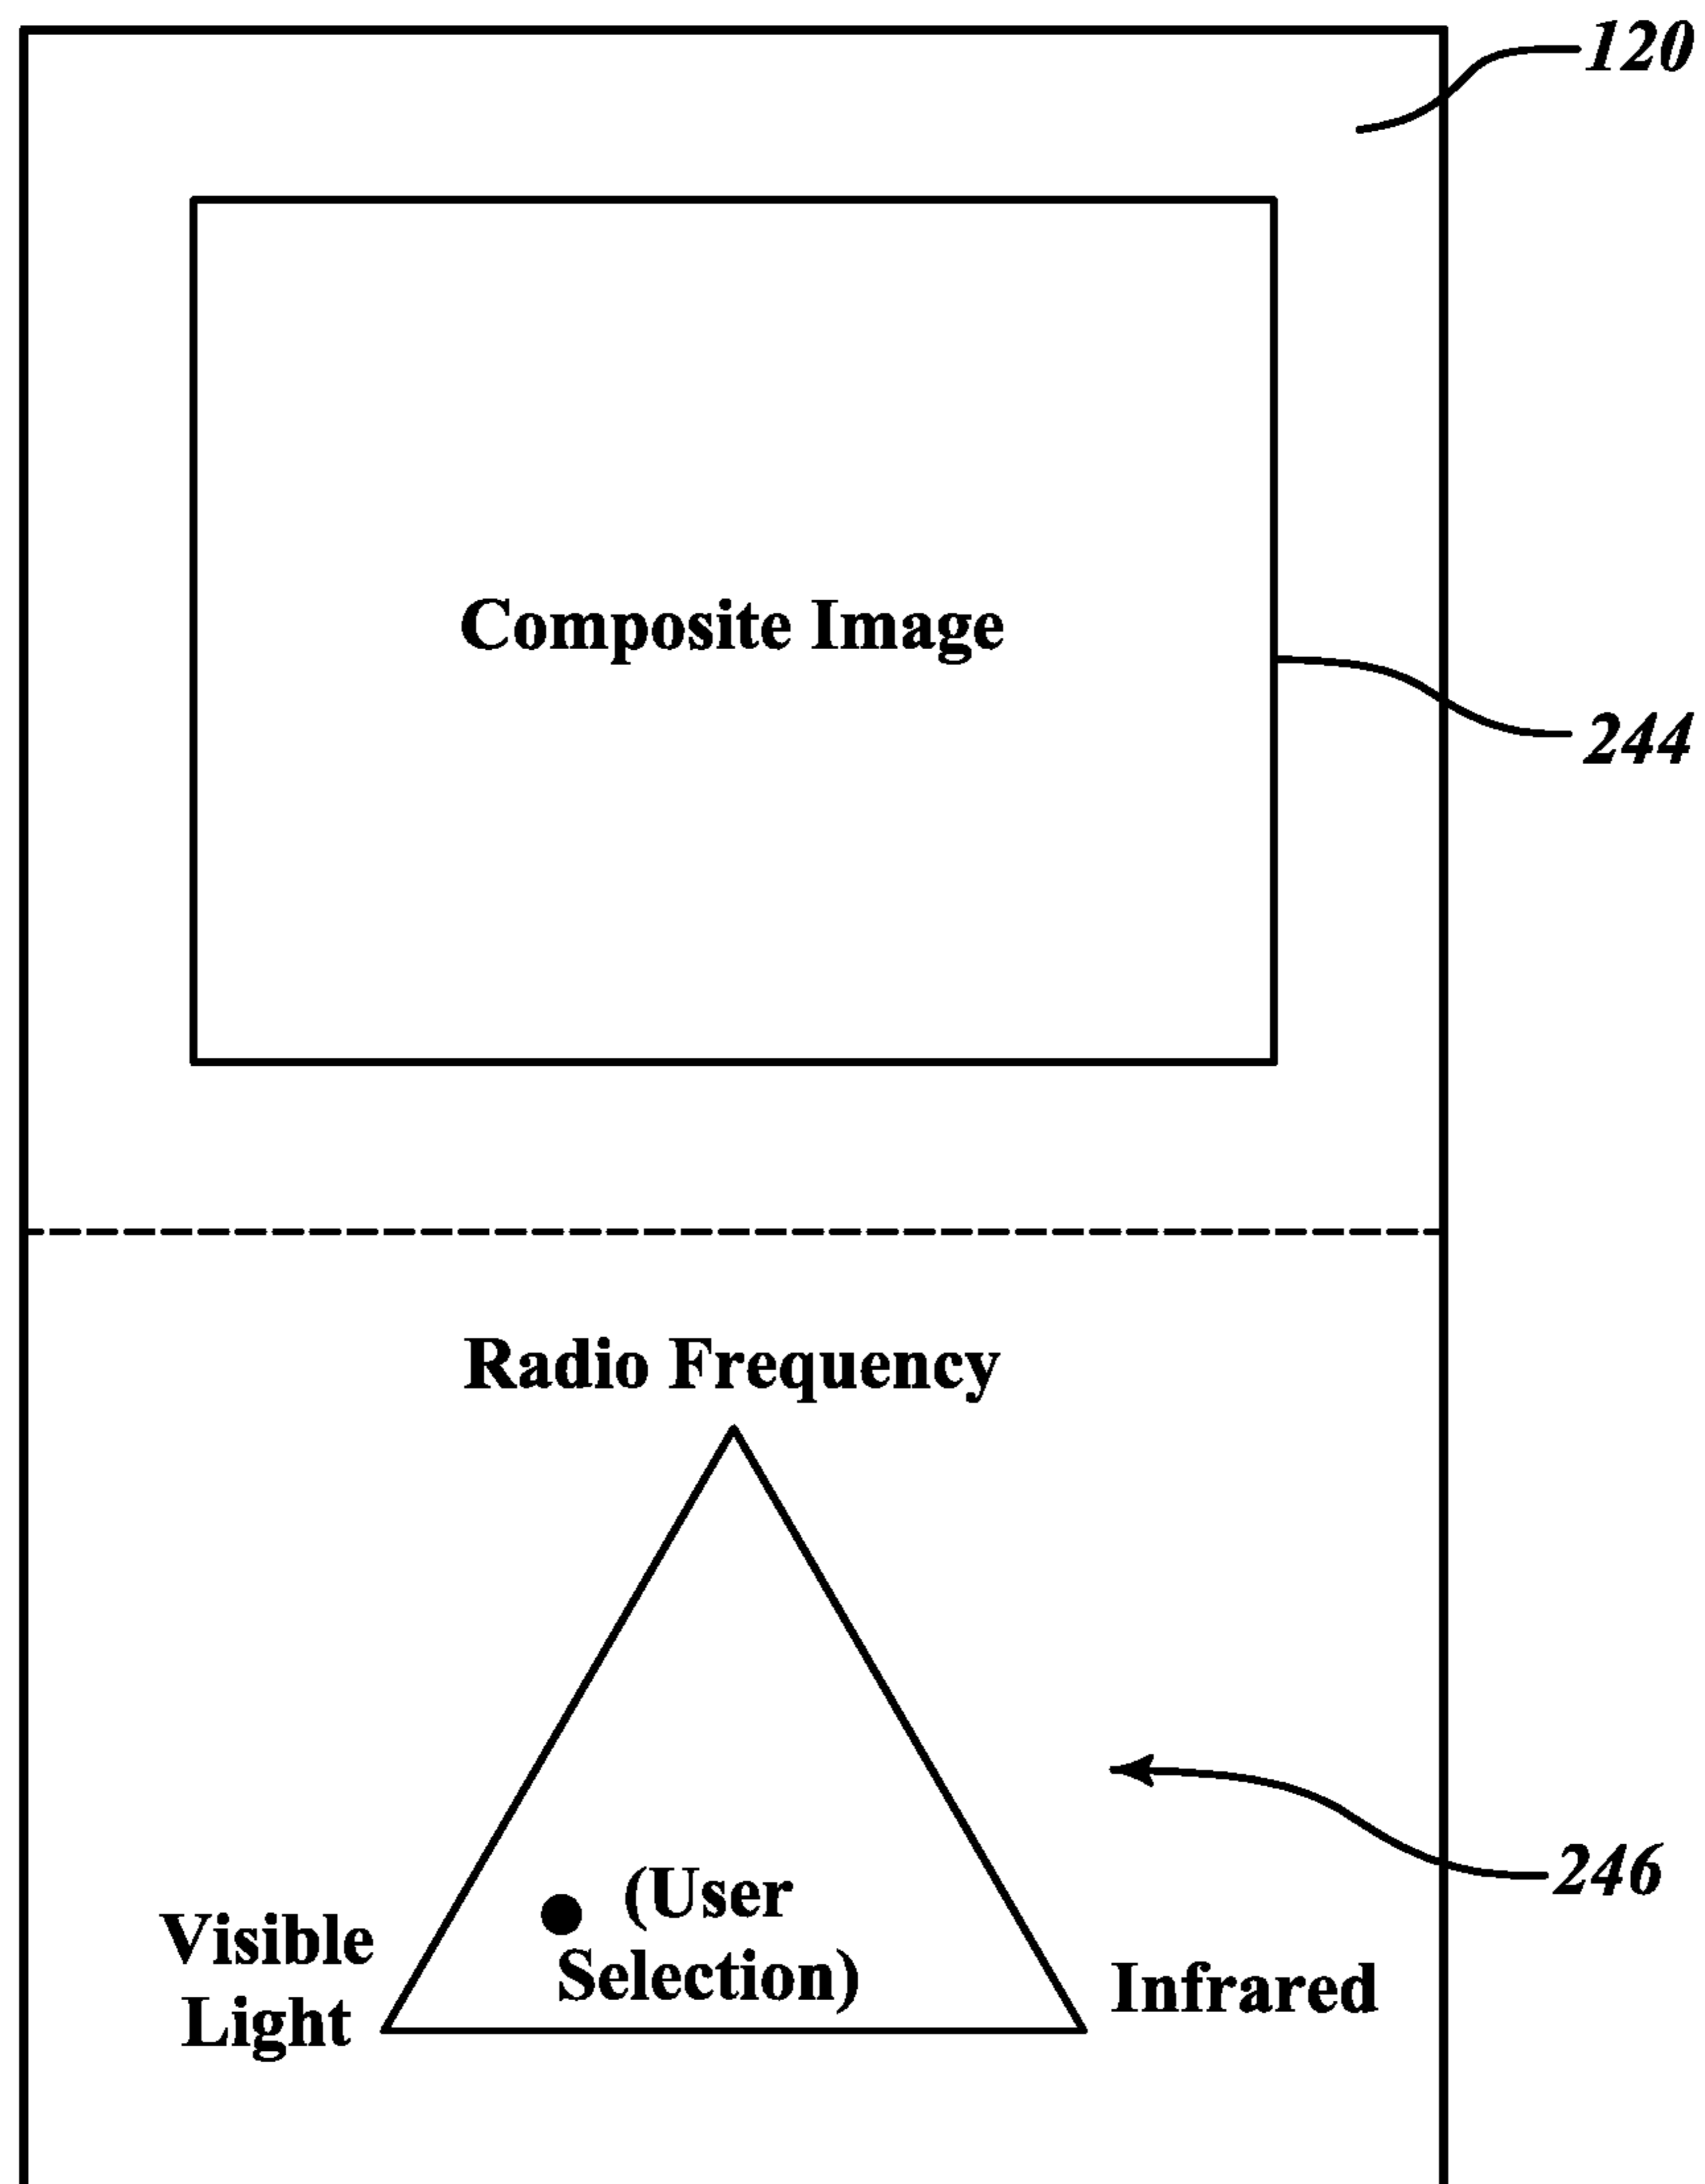 120
Composite Image
244
Radio Frequency
246
(User
Selection)
Visible
Light
Infrared